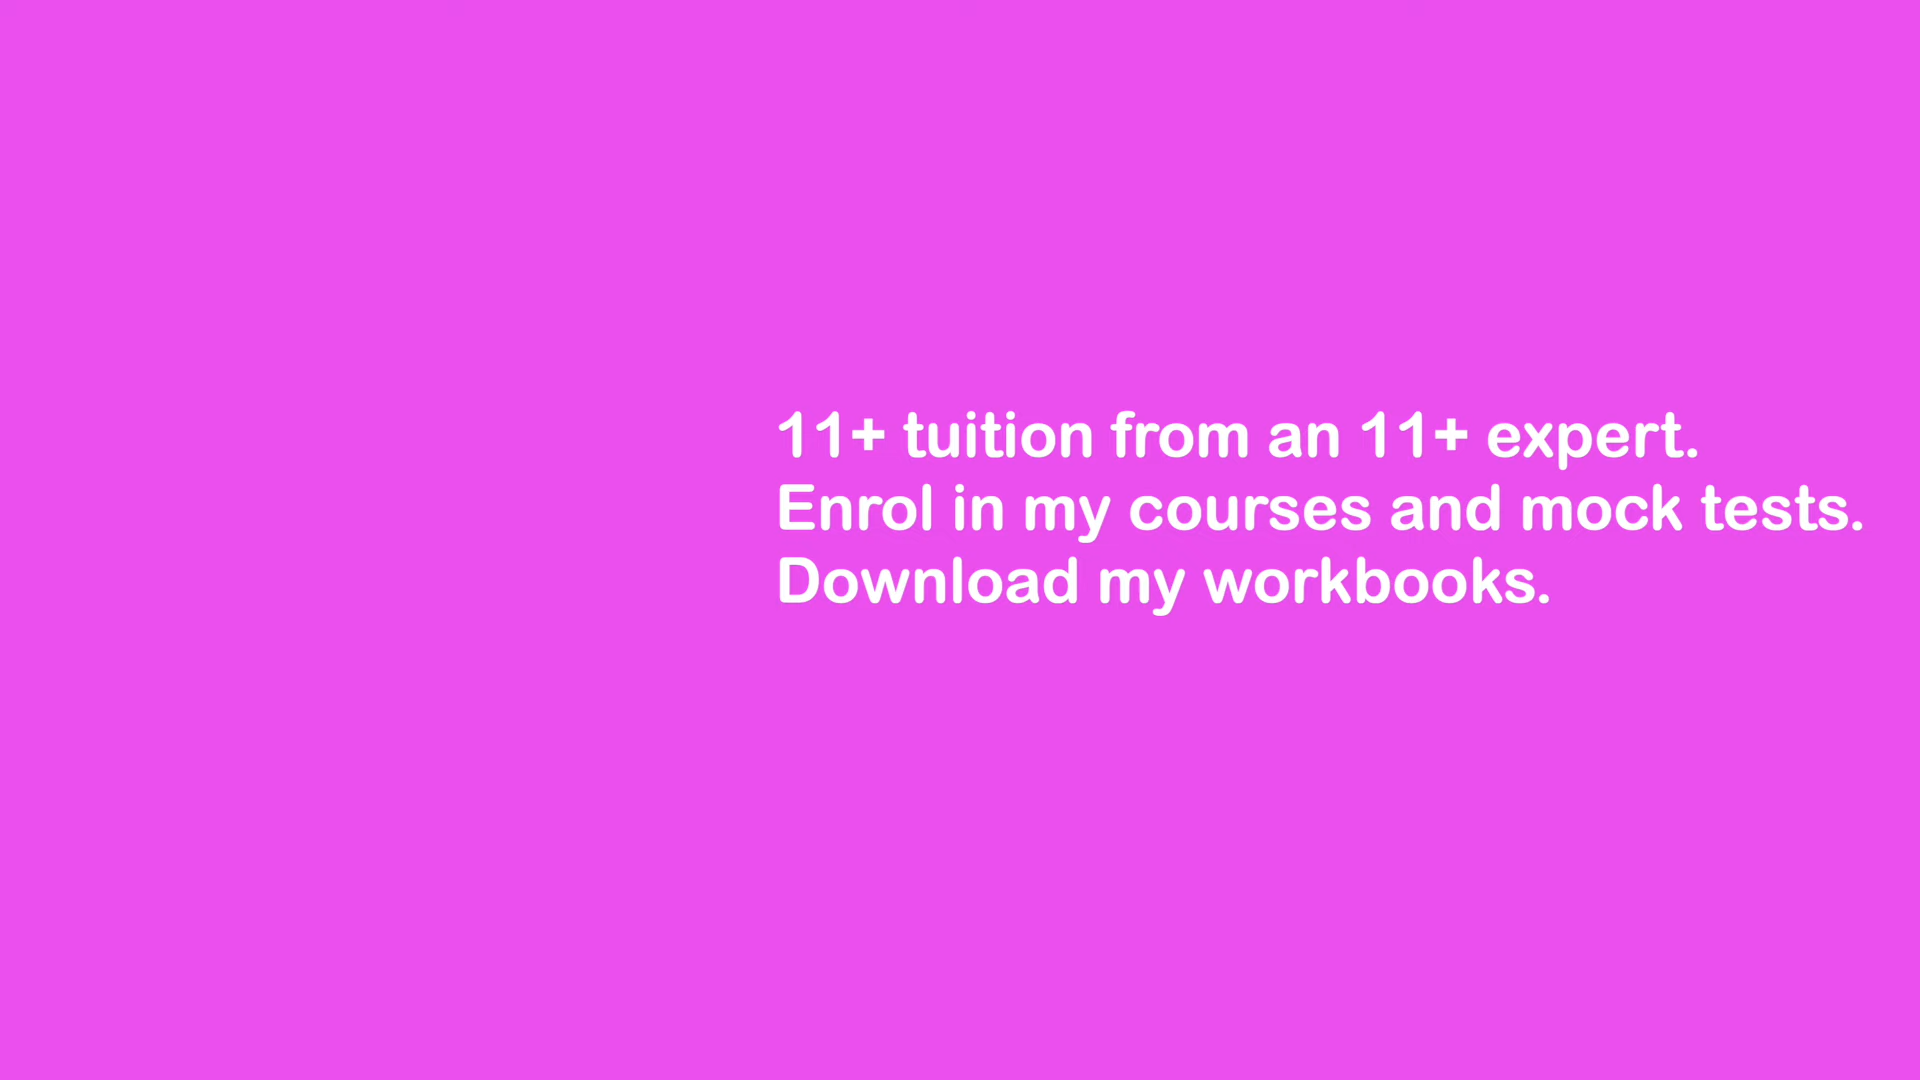 11+ tuition from an 11+ expert.
Enrol in my courses and mock tests.
Download my workbooks.